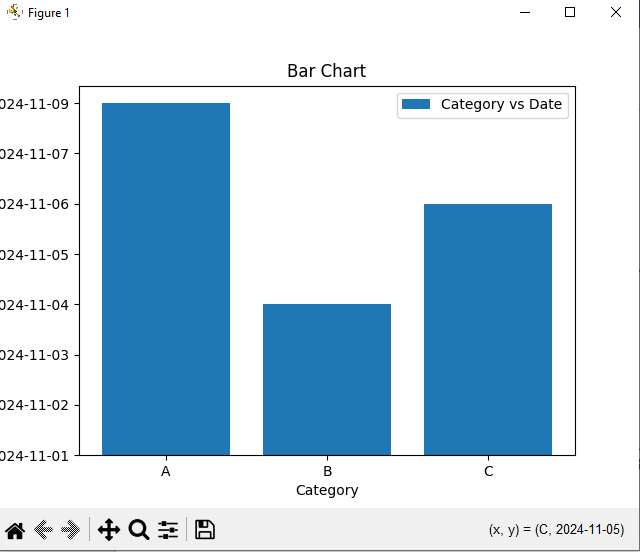 Figure 1
Bar Chart
Category vs Date
024-11-09
024-11-07
024-11-06
024-11-05
024-11-04
024-11-03
024-11-02
024-11-01
A B C
Category
(x, y) = (C, 2024-11-05)